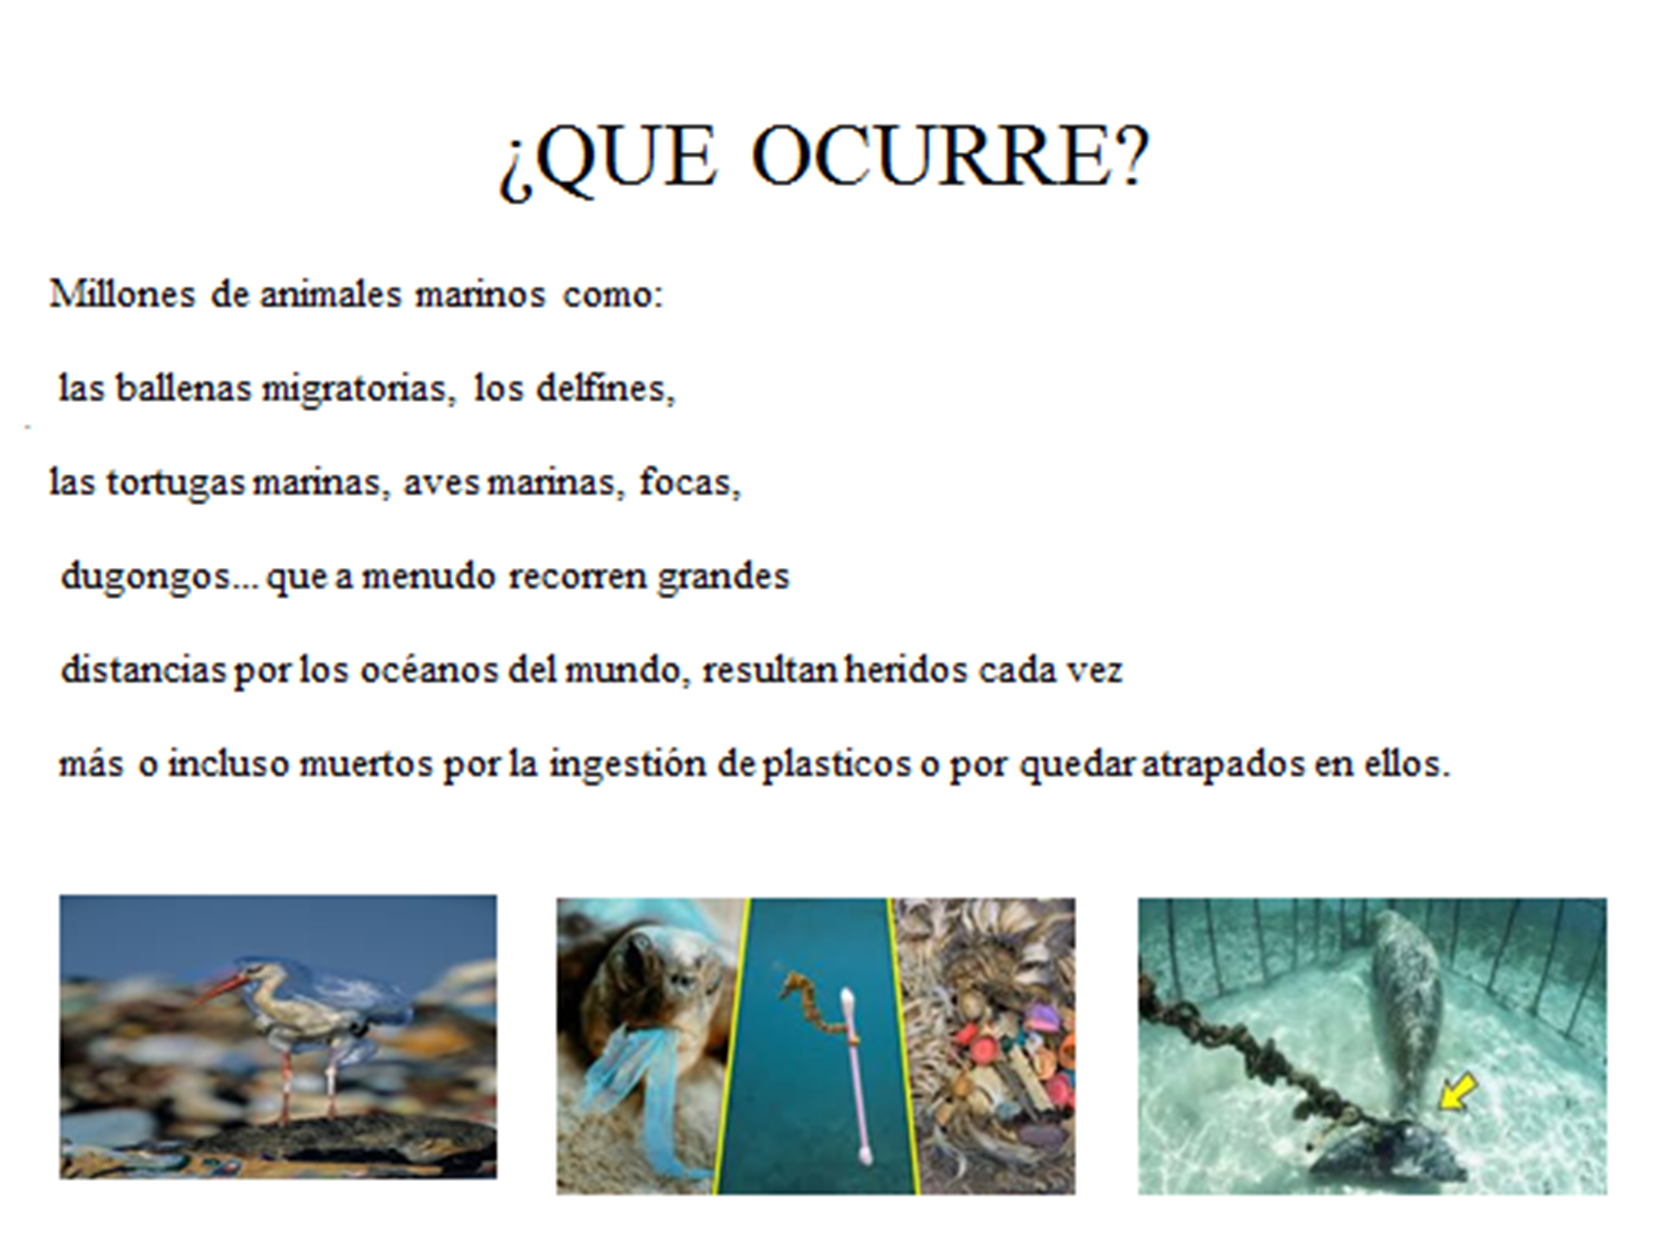 ¿QUE OCURRE?
Millones de animales marinos como:
las ballenas migratorias, los delfines,
las tortugas marinas, aves marinas, focas,
dugongos... que a menudo recorren grandes
distancias por los océanos del mundo, resultan heridos cada vez
más o incluso muertos por la ingestión de plasticos o por quedar atrapados en ellos.